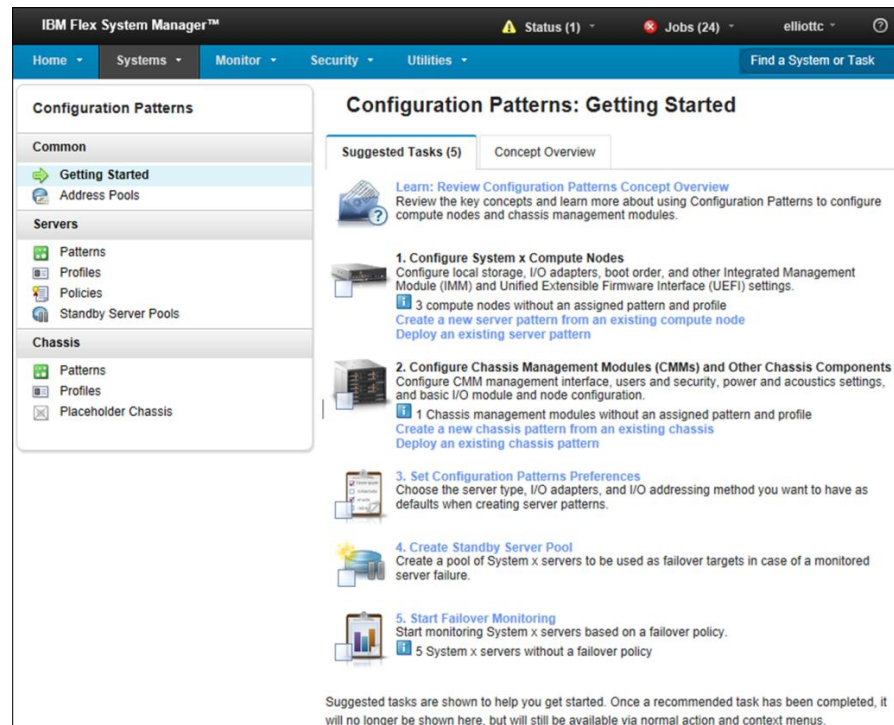 IBM Flex System Manager™
Status (1)
Jobs (24)
elliottc
Home
Systems
Monitor
Security
Utilities
Find a System or Task
Configuration Patterns
Common
Getting Started
Address Pools
Servers
Patterns
Profiles
Policies
Standby Server Pools
Chassis
Patterns
Profiles
Placeholder Chassis
Configuration Patterns: Getting Started
Suggested Tasks (5)
Concept Overview
Learn: Review Configuration Patterns Concept Overview
Review the key concepts and learn more about using Configuration Patterns to configure
compute nodes and chassis management modules.
1. Configure System x Compute Nodes
Configure local storage, I/O adapters, boot order, and other Integrated Management
Module (IMM) and Unified Extensible Firmware Interface (UEFI) settings.
3 compute nodes without an assigned pattern and profile
Create a new server pattern from an existing compute node
Deploy an existing server pattern
2. Configure Chassis Management Modules (CMMs) and Other Chassis Components
Configure CMM management interface, users and security, power and acoustics settings,
and basic I/O module and node configuration.
1 Chassis management modules without an assigned pattern and profile
Create a new chassis pattern from an existing chassis
Deploy an existing chassis pattern
3. Set Configuration Patterns Preferences
Choose the server type, I/O adapters, and I/O addressing method you want to have as
defaults when creating server patterns.
4. Create Standby Server Pool
Create a pool of System x servers to be used as failover targets in case of a monitored
server failure.
5. Start Failover Monitoring
Start monitoring System x servers based on a failover policy.
5 System x servers without a failover policy
Suggested tasks are shown to help you get started. Once a recommended task has been completed, it
will no longer be shown here, but will still be available via normal action and context menus.